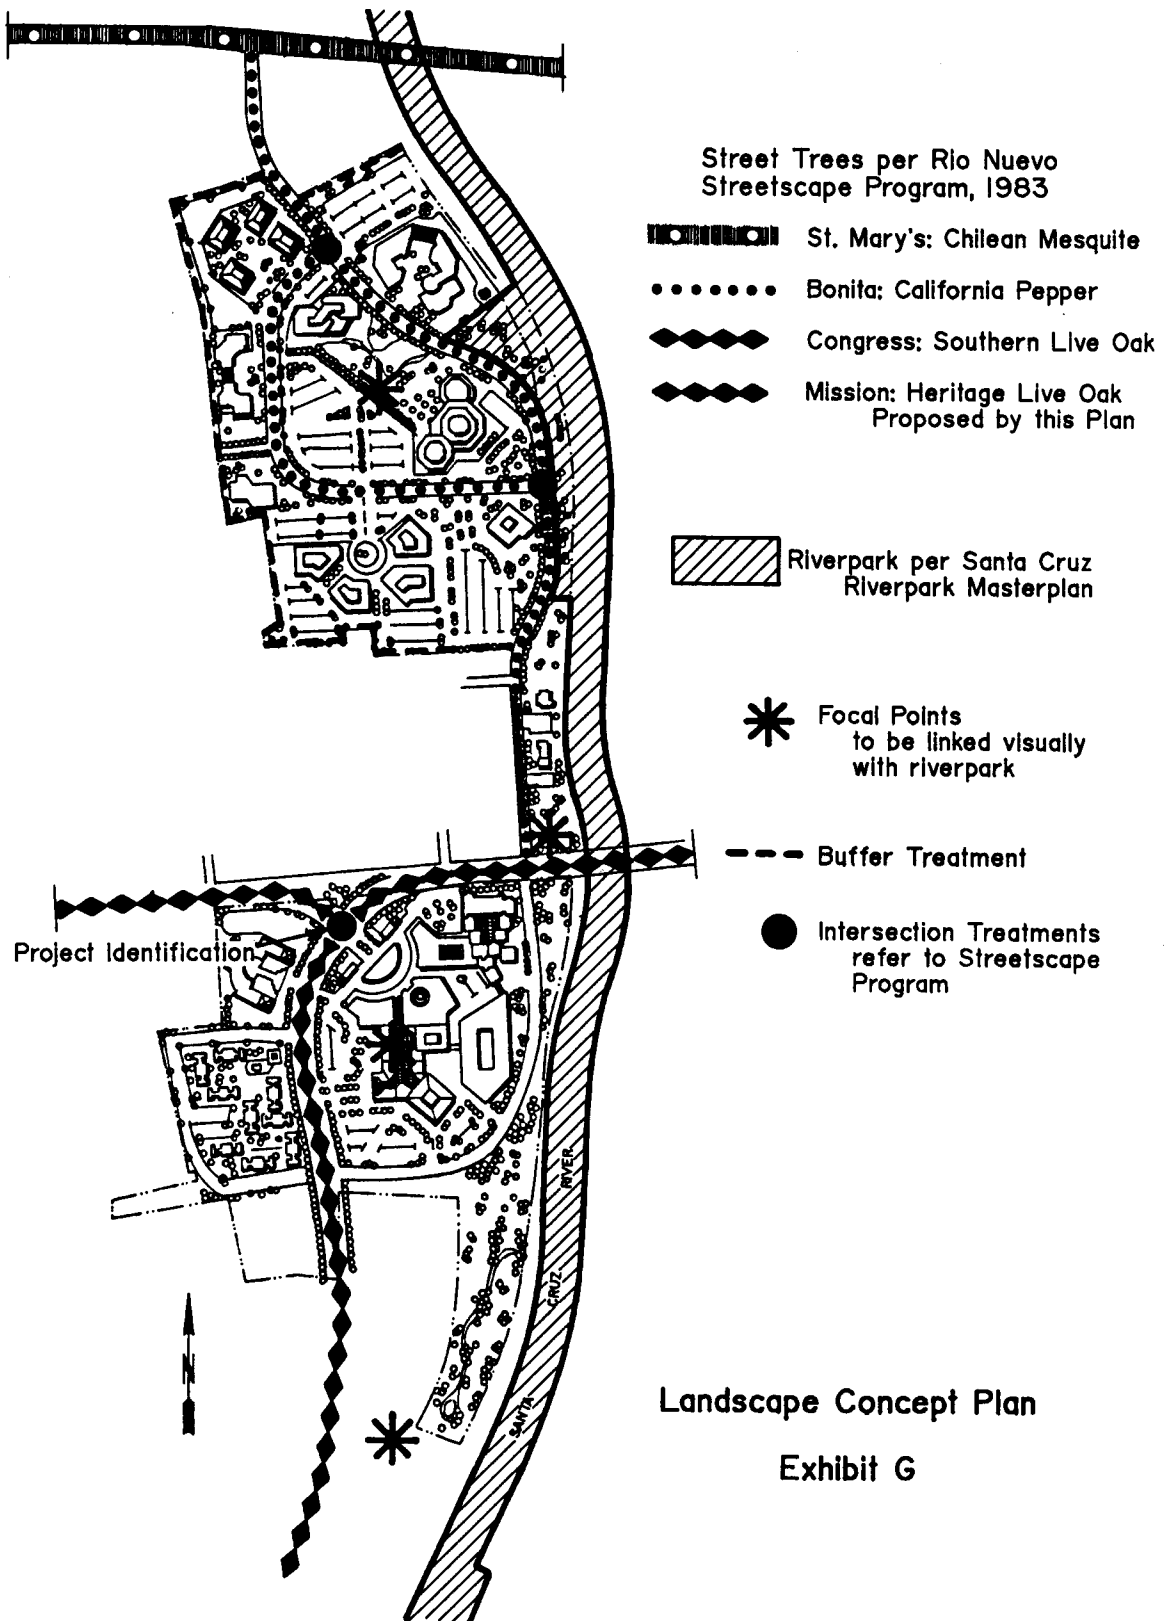 Street Trees per Rio Nuevo
Streetscape Program, 1983
St. Mary's: Chilean Mesquite
Bonita: California Pepper
Congress: Southern Live Oak
Mission: Heritage Live Oak
Proposed by this Plan
Riverpark per Santa Cruz
Riverpark Masterplan
Focal Points
to be linked visually
with riverpark
Buffer Treatment
Intersection Treatments
refer to Streetscape
Program
Project Identification
SANTA CRUZ RIVER
N
Landscape Concept Plan
Exhibit G